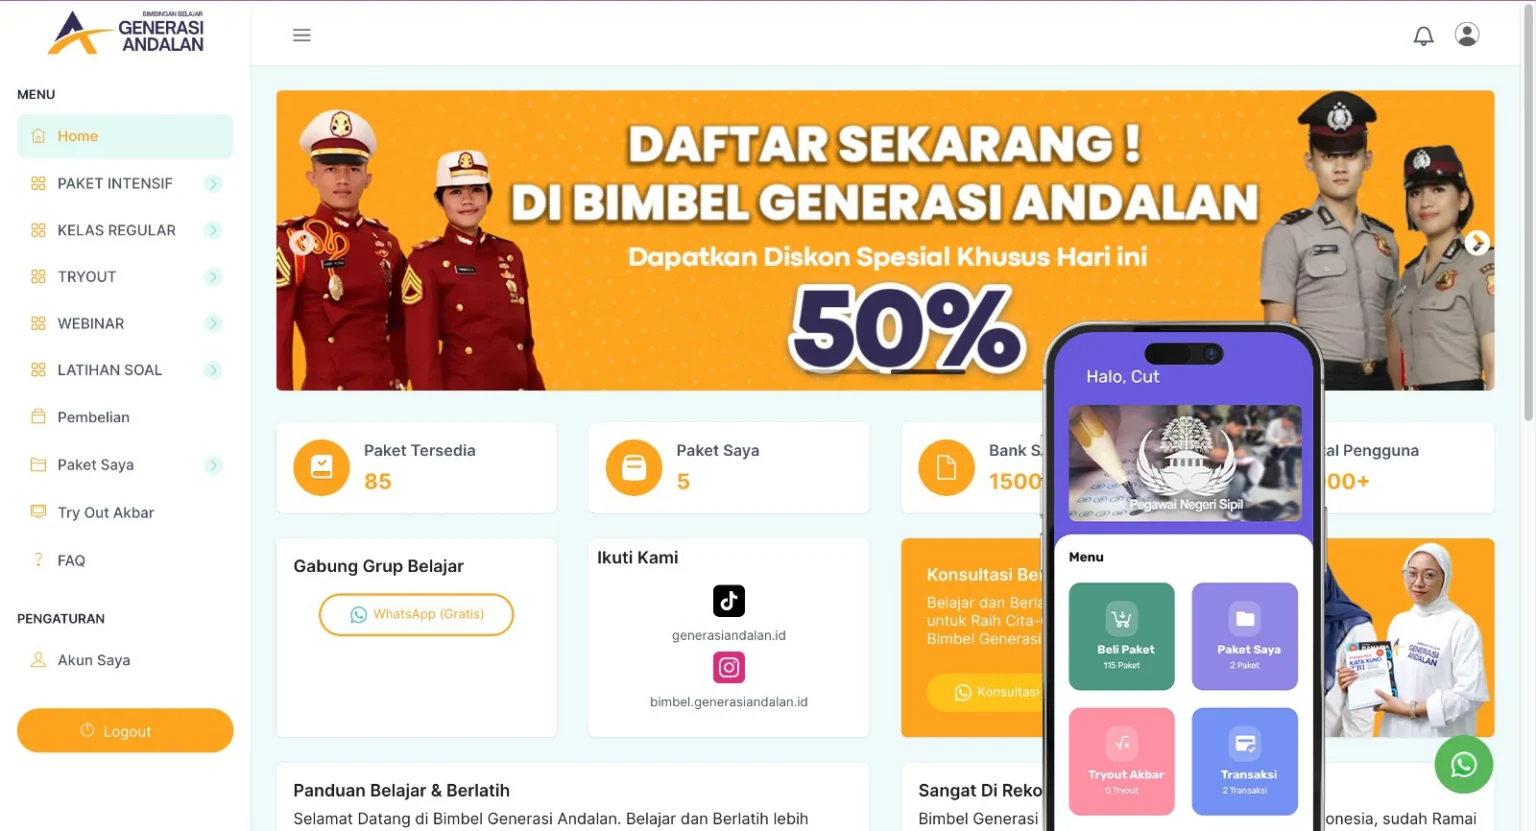 BIMBINGAN BELAJAR
GENERASI
ANDALAN
MENU
Home
PAKET INTENSIF
KELAS REGULAR
TRYOUT
WEBINAR
LATIHAN SOAL
Pembelian
Paket Saya
Try Out Akbar
FAQ
PENGATURAN
Akun Saya
Logout
DAFTAR SEKARANG !
DI BIMBEL GENERASI ANDALAN
Dapatkan Diskon Spesial Khusus Hari ini
50%
Paket Tersedia
85
Paket Saya
5
Bank S
1500
al Pengguna
00+
Gabung Grup Belajar
WhatsApp (Gratis)
Ikuti Kami
generasiandalan.id
bimbel.generasiandalan.id
Konsultasi Be
Belajar dan Berla
untuk Raih Cita-
Bimbel Generasi
Konsultasi
GENERASI
ANDALAN
KATA KUNCI
TBI
Panduan Belajar & Berlatih
Selamat Datang di Bimbel Generasi Andalan. Belajar dan Berlatih lebih
Sangat Di Reko
Bimbel Generasi
onesia, sudah Ramai
Halo, Cut
Pegawai Negeri Sipil
Menu
Beli Paket
115 Paket
Paket Saya
2 Paket
Tryout Akbar
0 Tryout
Transaksi
2 Transaksi